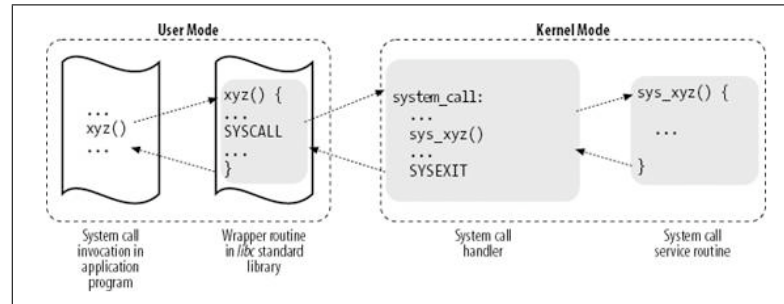 User Mode
Kernel Mode
...
xyz()
...
xyz() {
...
SYSCALL
...
}
system_call:
...
sys_xyz()
...
SYSEXIT
sys_xyz() {
...
}
System call
invocation in
application
program
Wrapper routine
in libc standard
library
System call
handler
System call
service routine